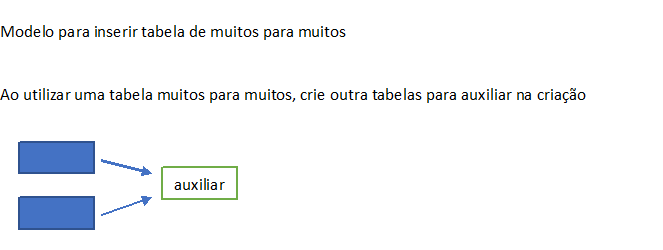 Modelo para inserir tabela de muitos para muitos
Ao utilizar uma tabela muitos para muitos, crie outra tabelas para auxiliar na criação
auxiliar